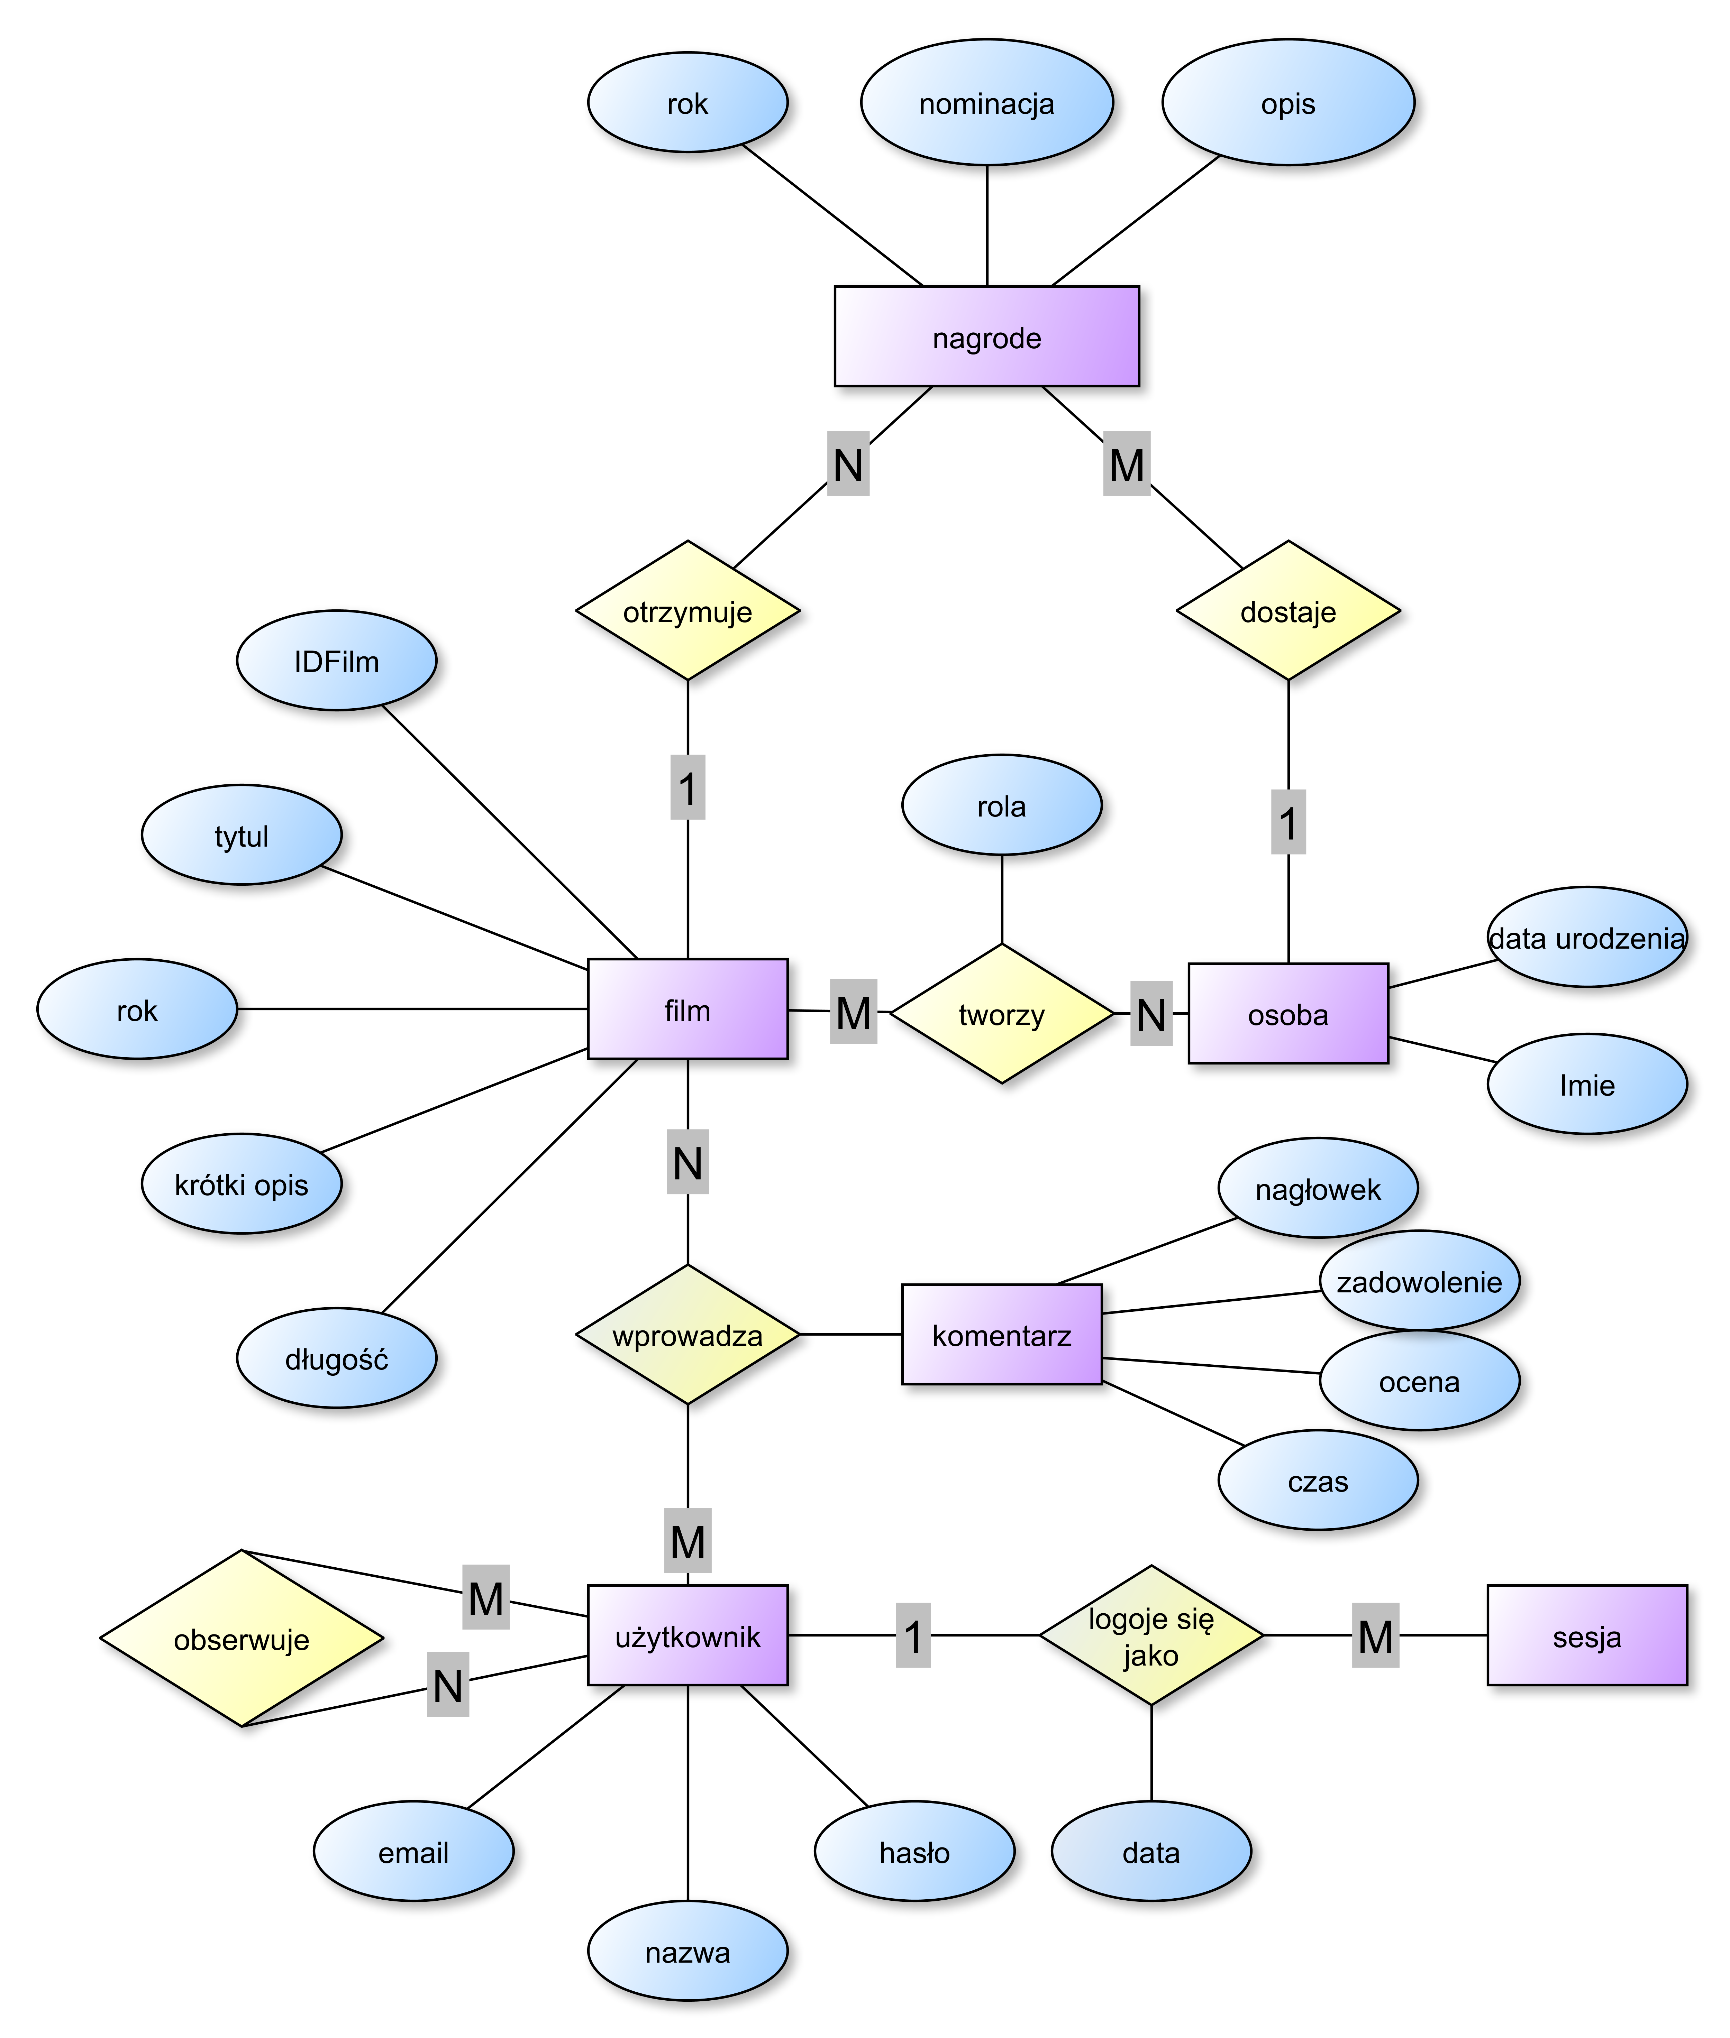 rok
nominacja
opis
nagrode
N
M
otrzymuje
dostaje
IDFilm
1
rola
1
tytul
data urodzenia
rok
film
M
tworzy
N
osoba
Imie
krótki opis
N
nagłowek
zadowolenie
wprowadza
komentarz
długość
ocena
czas
M
obserwuje
M
N
użytkownik
1
logoje się
jako
M
sesja
email
hasło
data
nazwa